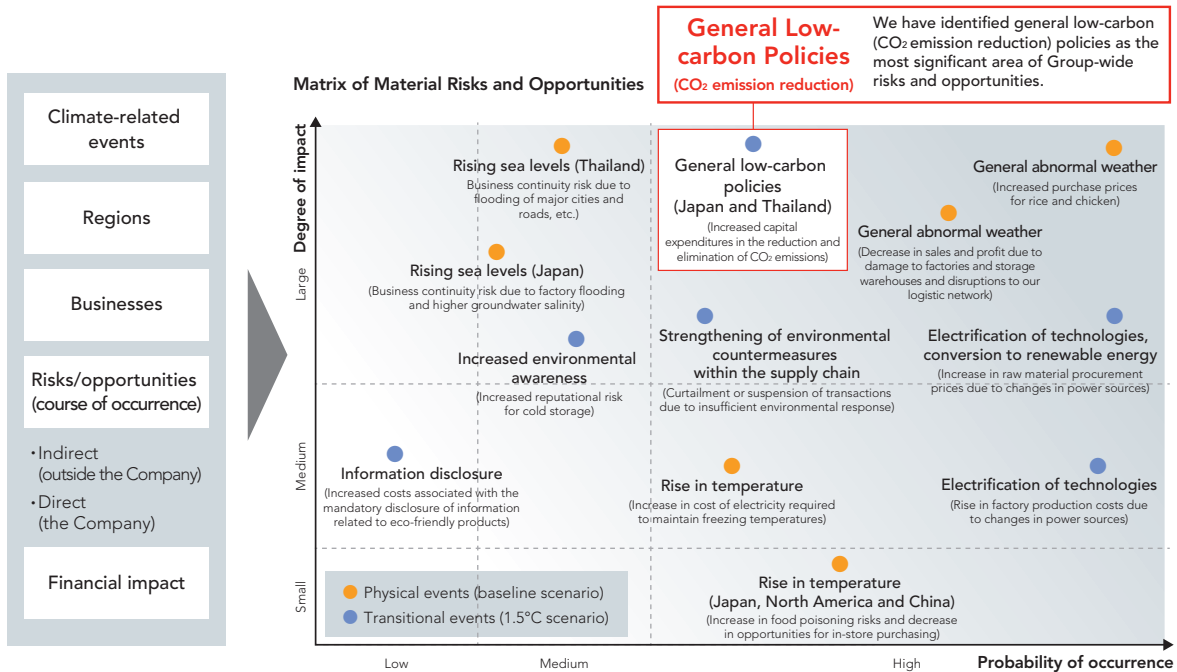 General Low-
carbon Policies
(CO₂ emission reduction)
We have identified general low-carbon
(CO₂ emission reduction) policies as the
most significant area of Group-wide
risks and opportunities.
Climate-related
events
Regions
Businesses
Risks/opportunities
(course of occurrence)
・Indirect
(outside the Company)
・Direct
(the Company)
Financial impact
Matrix of Material Risks and Opportunities
Degree of impact
Large
Medium
Small
Rising sea levels (Thailand)
Business continuity risk due to
flooding of major cities and
roads, etc.)
General low-carbon
policies
(Japan and Thailand)
(Increased capital
expenditures in the reduction and
elimination of CO₂ emissions)
General abnormal weather
(Increased purchase prices
for rice and chicken)
General abnormal weather
(Decrease in sales and profit due to
damage to factories and storage
warehouses and disruptions to our
logistic network)
Rising sea levels (Japan)
(Business continuity risk due to factory flooding
and higher groundwater salinity)
Increased environmental
awareness
(Increased reputational risk
for cold storage)
Strengthening of environmental
countermeasures
within the supply chain
(Curtailment or suspension of transactions
due to insufficient environmental response)
Electrification of technologies,
conversion to renewable energy
(Increase in raw material procurement
prices due to changes in power sources)
Information disclosure
(Increased costs associated with the
mandatory disclosure of information
related to eco-friendly products)
Rise in temperature
(Increase in cost of electricity required
to maintain freezing temperatures)
Electrification of technologies
(Rise in factory production costs due
to changes in power sources)
Rise in temperature
(Japan, North America and China)
(Increase in food poisoning risks and decrease
in opportunities for in-store purchasing)
Physical events (baseline scenario)
Transitional events (1.5°C scenario)
Low
Medium
High
Probability of occurrence